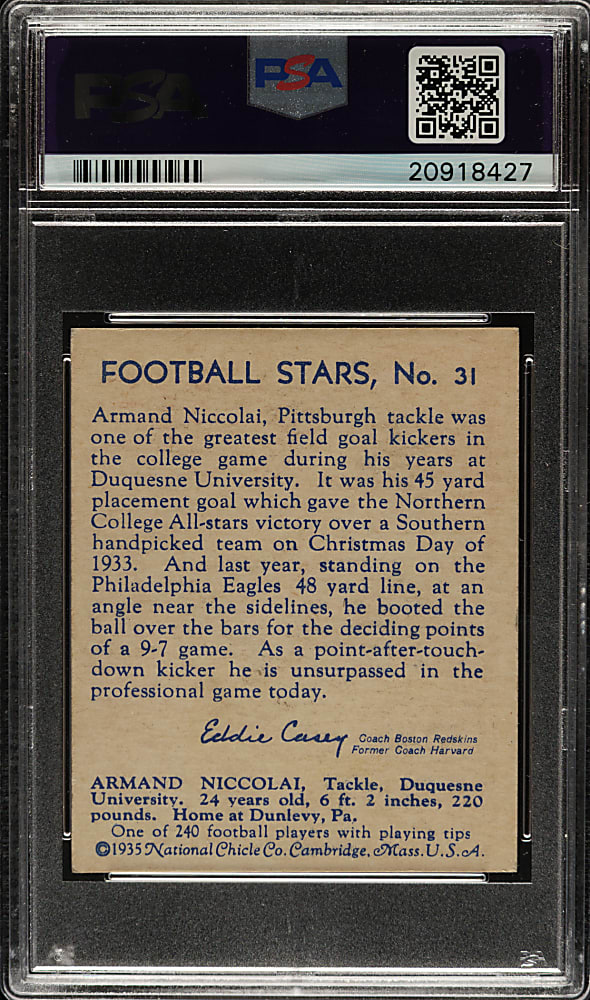 PSA
PSA
20918427
FOOTBALL STARS, No. 31
Armand Niccolai, Pittsburgh tackle was
one of the greatest field goal kickers in
the college game during his years at
Duquesne University. It was his 45 yard
placement goal which gave the Northern
College All-stars victory over a Southern
handpicked team on Christmas Day of
1933. And last year, standing on the
Philadelphia Eagles 48 yard line, at an
angle near the sidelines, he booted the
ball over the bars for the deciding points
of a 9-7 game. As a point-after-touch-
down kicker he is unsurpassed in the
professional game today.
Eddie Casey Coach Boston Redskins
Former Coach Harvard
ARMAND NICCOLAI, Tackle, Duquesne
University. 24 years old, 6 ft. 2 inches, 220
pounds. Home at Dunlevy, Pa.
One of 240 football players with playing tips
©1935 National Chicle Co. Cambridge, Mass. U.S.A.